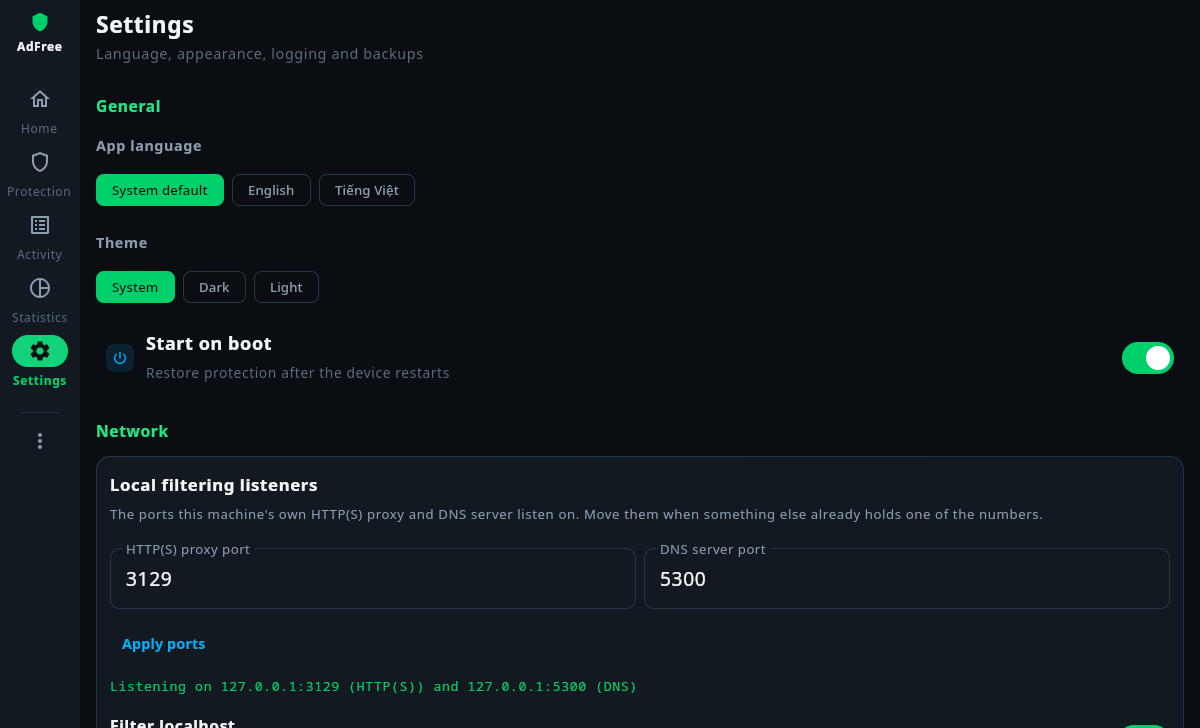 AdFree
Home
Protection
Activity
Statistics
Settings
Settings
Language, appearance, logging and backups
General
App language
System default
English
Tiếng Việt
Theme
System
Dark
Light
Start on boot
Restore protection after the device restarts
Network
Local filtering listeners
The ports this machine's own HTTP(S) proxy and DNS server listen on. Move them when something else already holds one of the numbers.
HTTP(S) proxy port
3129
DNS server port
5300
Apply ports
Listening on 127.0.0.1:3129 (HTTP(S)) and 127.0.0.1:5300 (DNS)
Filter localhost